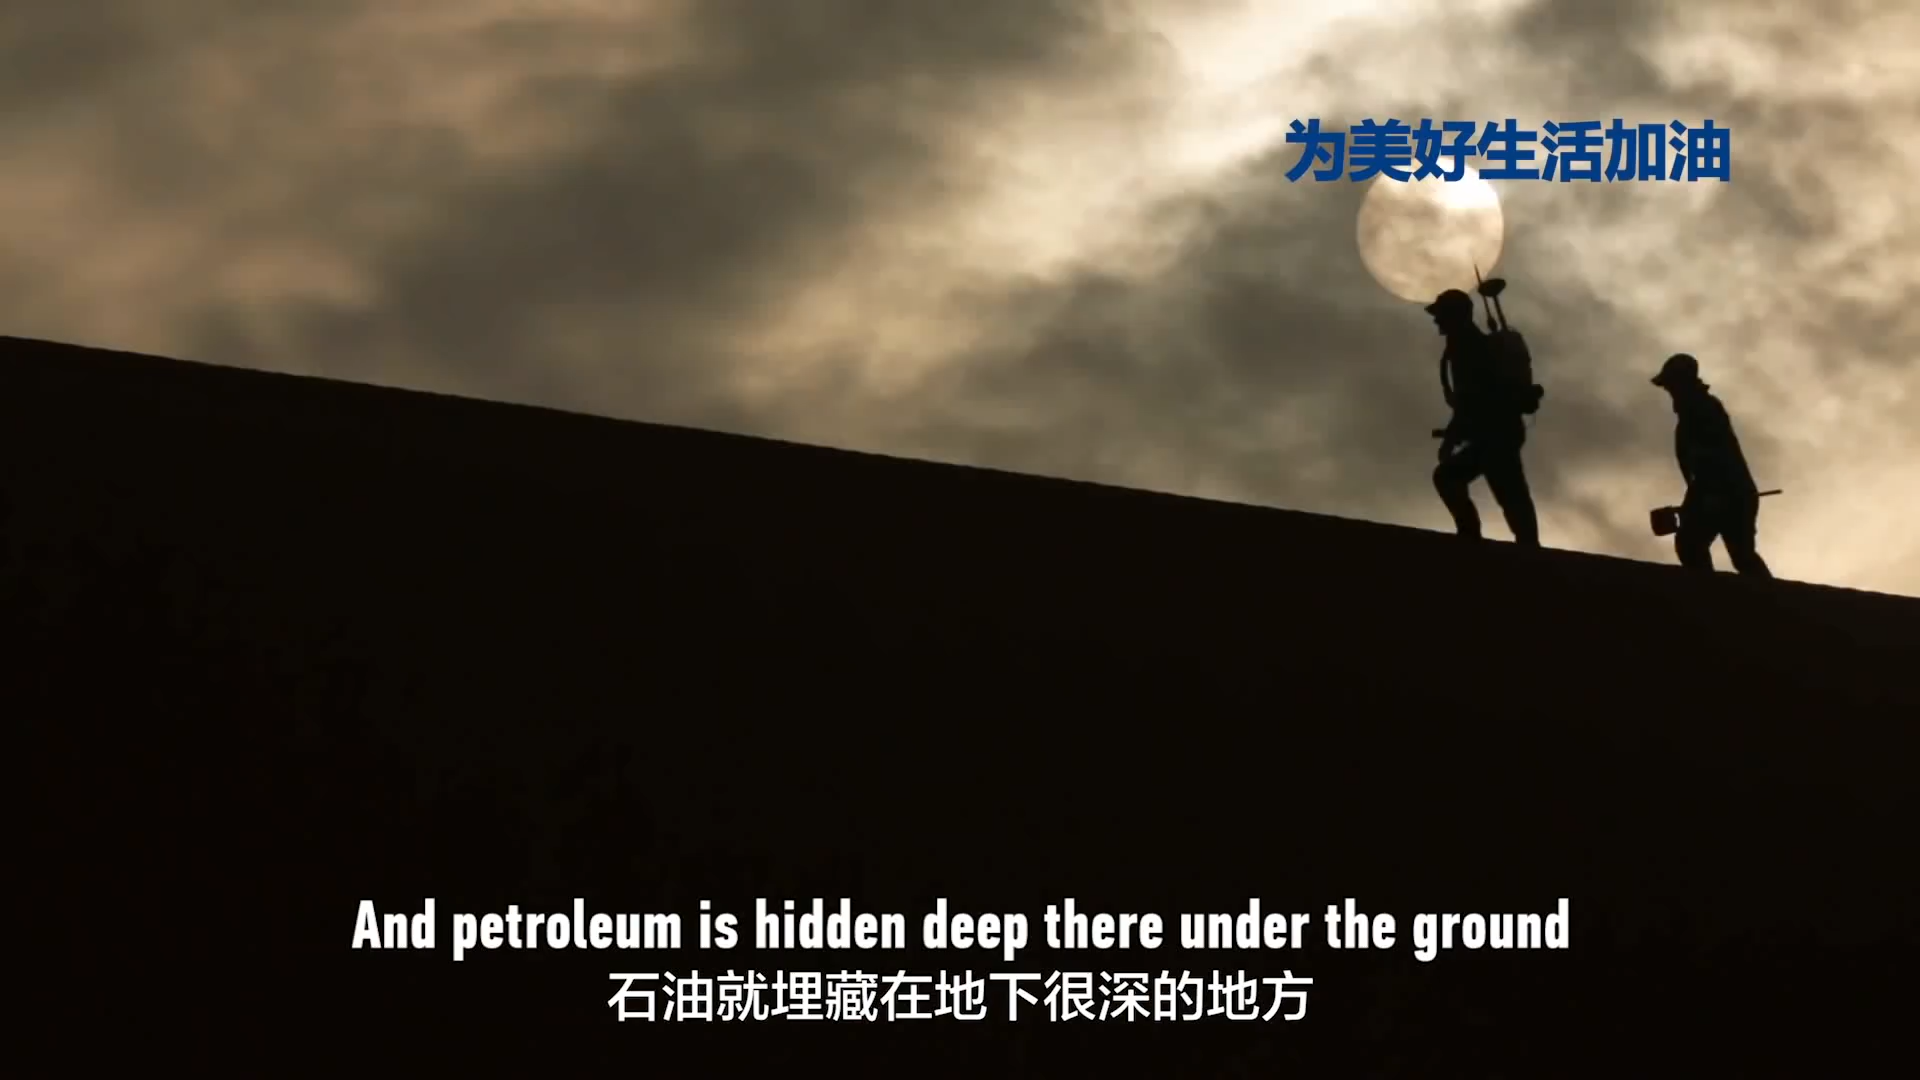 为美好生活加油
And petroleum is hidden deep there under the ground
石油就埋藏在地下很深的地方